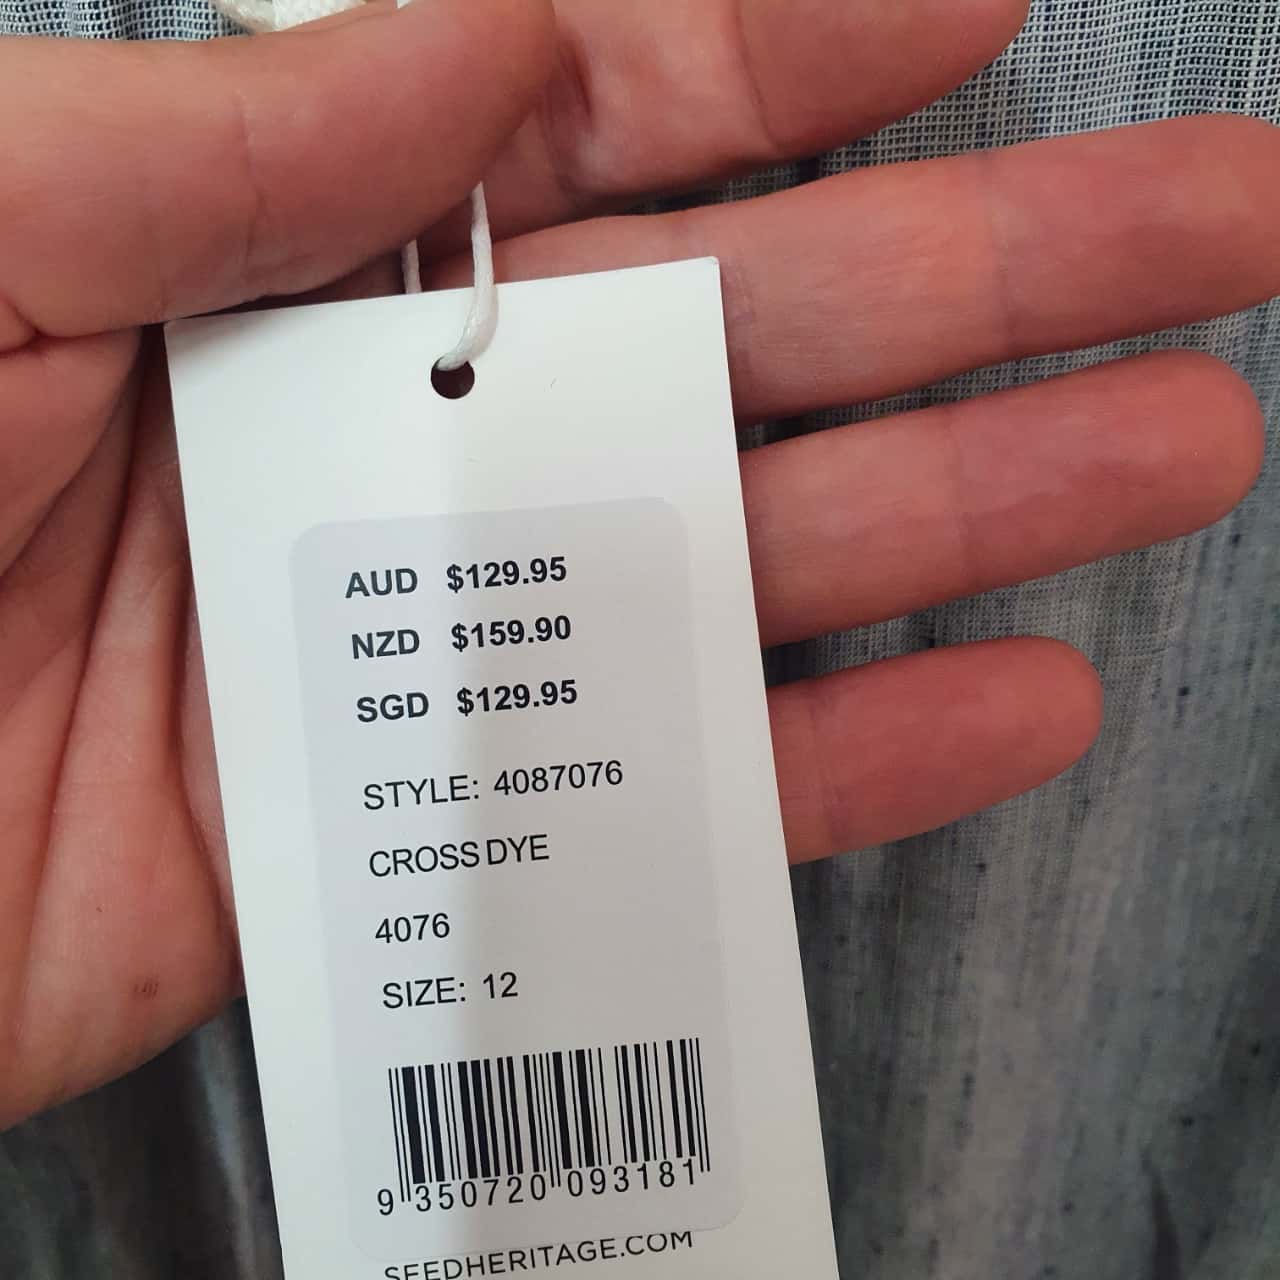 AUD $129.95
NZD $159.90
SGD $129.95
STYLE: 4087076
CROSS DYE
4076
SIZE: 12
9 350720 093181
SEEDHERITAGE.COM